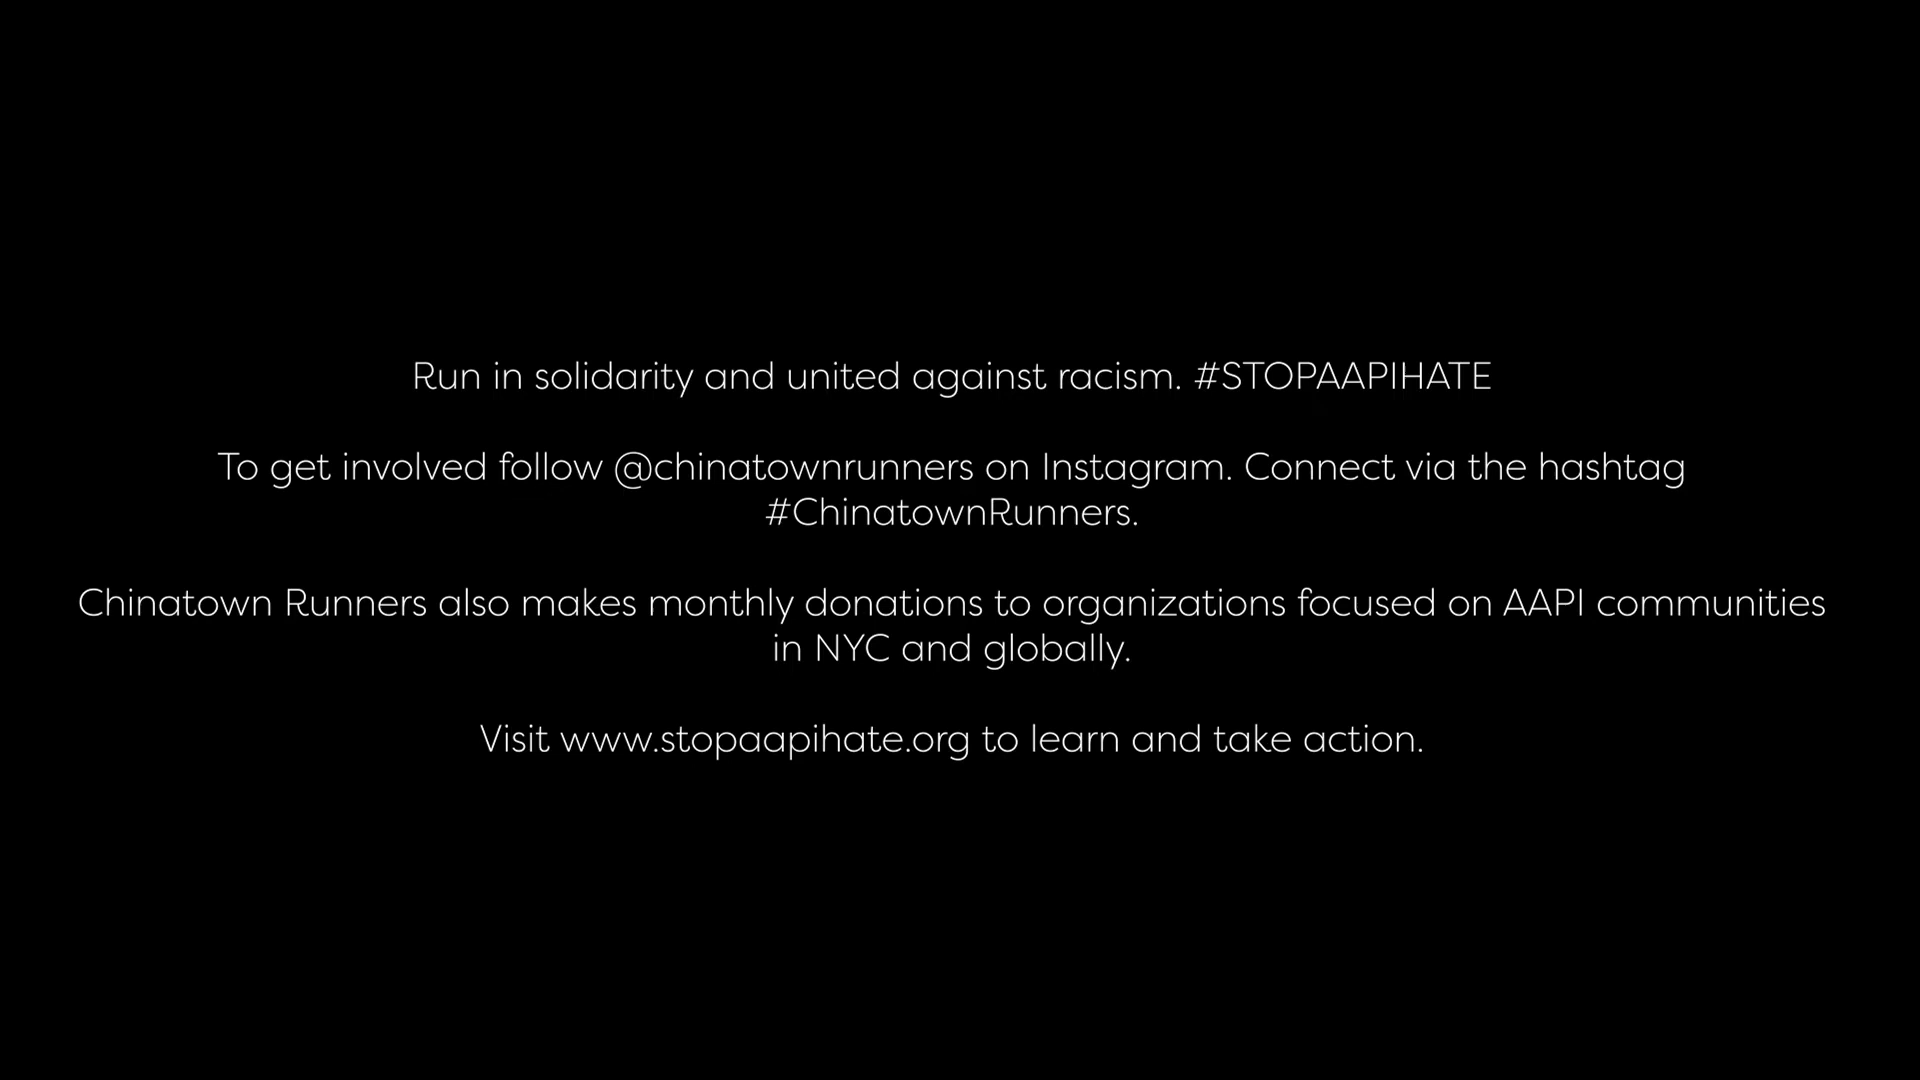 Run in solidarity and united against racism. #STOPAAPIHATE
To get involved follow @chinatownrunners on Instagram. Connect via the hashtag
#ChinatownRunners.
Chinatown Runners also makes monthly donations to organizations focused on AAPI communities
in NYC and globally.
Visit www.stopaapihate.org to learn and take action.